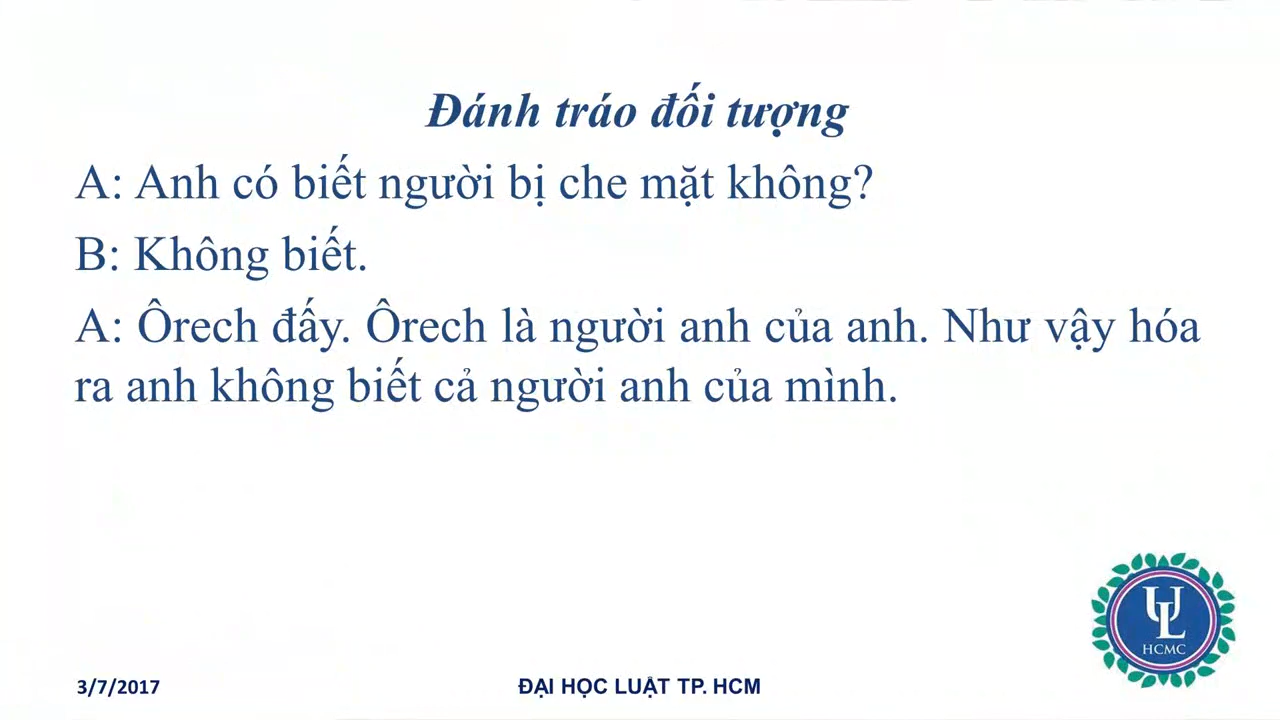 Đánh tráo đối tượng
A: Anh có biết người bị che mặt không?
B: Không biết.
A: Ôrech đấy. Ôrech là người anh của anh. Như vậy hóa
ra anh không biết cả người anh của mình.
UL
HCMC
3/7/2017
ĐẠI HỌC LUẬT TP. HCM